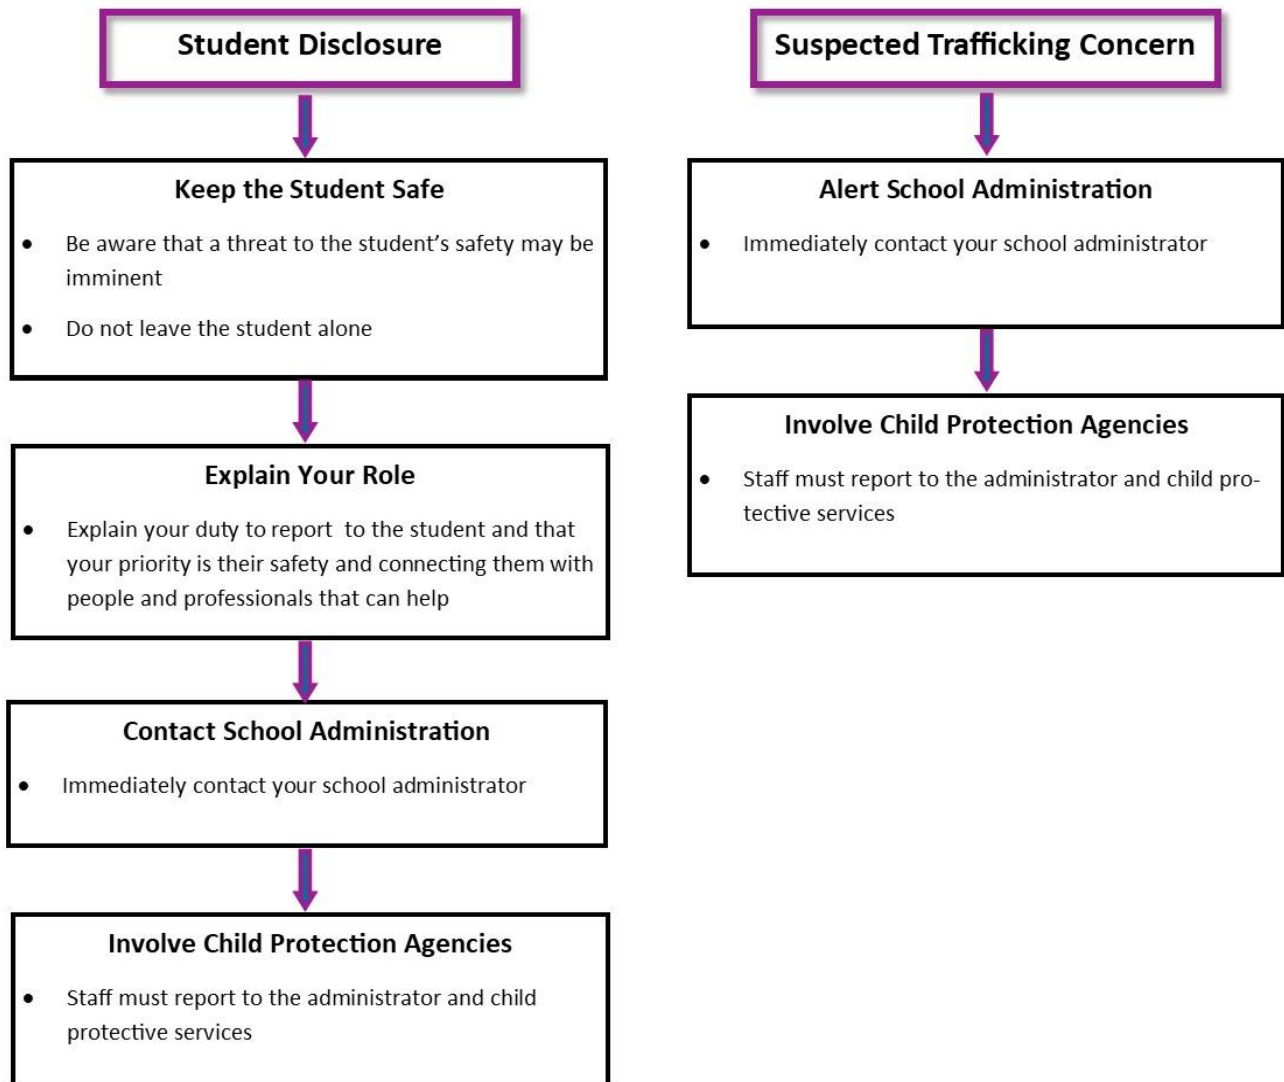 Student Disclosure
Keep the Student Safe
• Be aware that a threat to the student’s safety may be
imminent
• Do not leave the student alone
Explain Your Role
• Explain your duty to report  to the student and that
your priority is their safety and connecting them with
people and professionals that can help
Contact School Administration
• Immediately contact your school administrator
Involve Child Protection Agencies
• Staff must report to the administrator and child
protective services
Suspected Trafficking Concern
Alert School Administration
• Immediately contact your school administrator
Involve Child Protection Agencies
• Staff must report to the administrator and child pro-
tective services